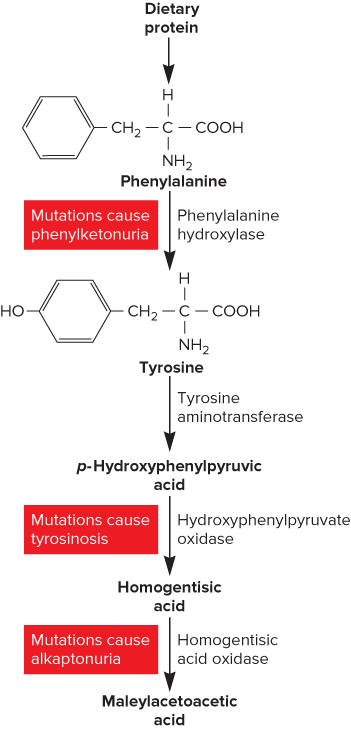 Dietary
protein
H
CH2 – C – COOH
NH2
Phenylalanine
Mutations cause
phenylketonuria
Phenylalanine
hydroxylase
H
HO
CH2 – C – COOH
NH2
Tyrosine
Tyrosine
aminotransferase
p-Hydroxyphenylpyruvic
acid
Mutations cause
tyrosinosis
Hydroxyphenylpyruvate
oxidase
Homogentisic
acid
Mutations cause
alkaptonuria
Homogentisic
acid oxidase
Maleylacetoacetic
acid